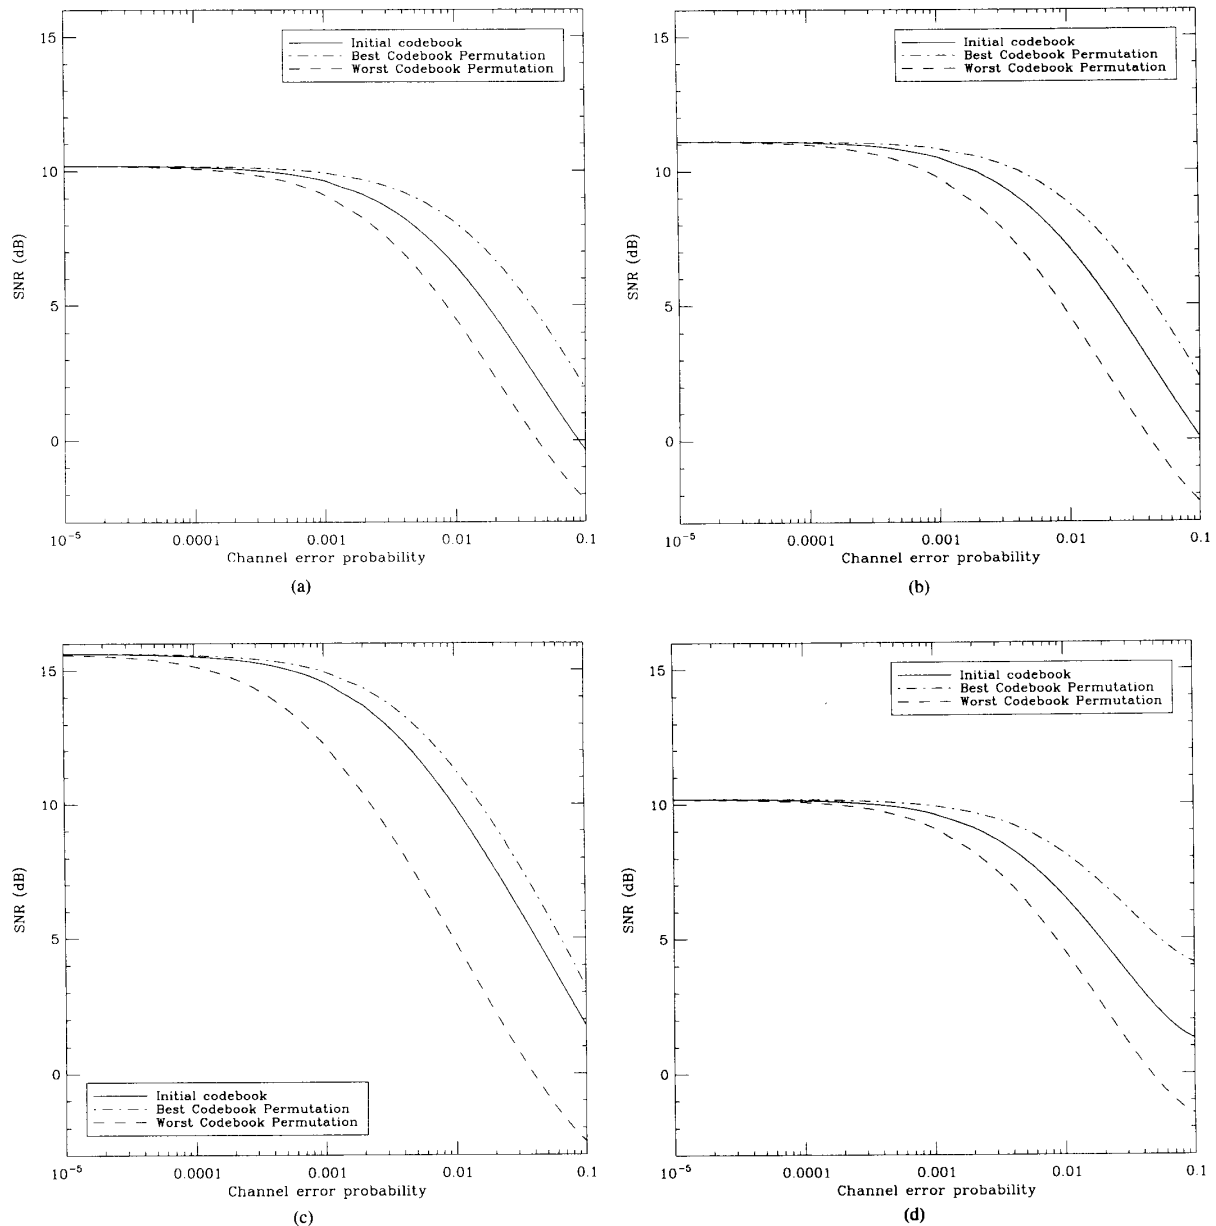 15
10
5
0
SNR (dB)
Initial codebook
Best Codebook Permutation
Worst Codebook Permutation
10⁻⁵ 0.0001 0.001 0.01 0.1
Channel error probability
(a)
15
10
5
0
SNR (dB)
Initial codebook
Best Codebook Permutation
Worst Codebook Permutation
10⁻⁵ 0.0001 0.001 0.01 0.1
Channel error probability
(b)
15
10
5
0
SNR (dB)
Initial codebook
Best Codebook Permutation
Worst Codebook Permutation
10⁻⁵ 0.0001 0.001 0.01 0.1
Channel error probability
(c)
15
10
5
0
SNR (dB)
Initial codebook
Best Codebook Permutation
Worst Codebook Permutation
10⁻⁵ 0.0001 0.001 0.01 0.1
Channel error probability
(d)